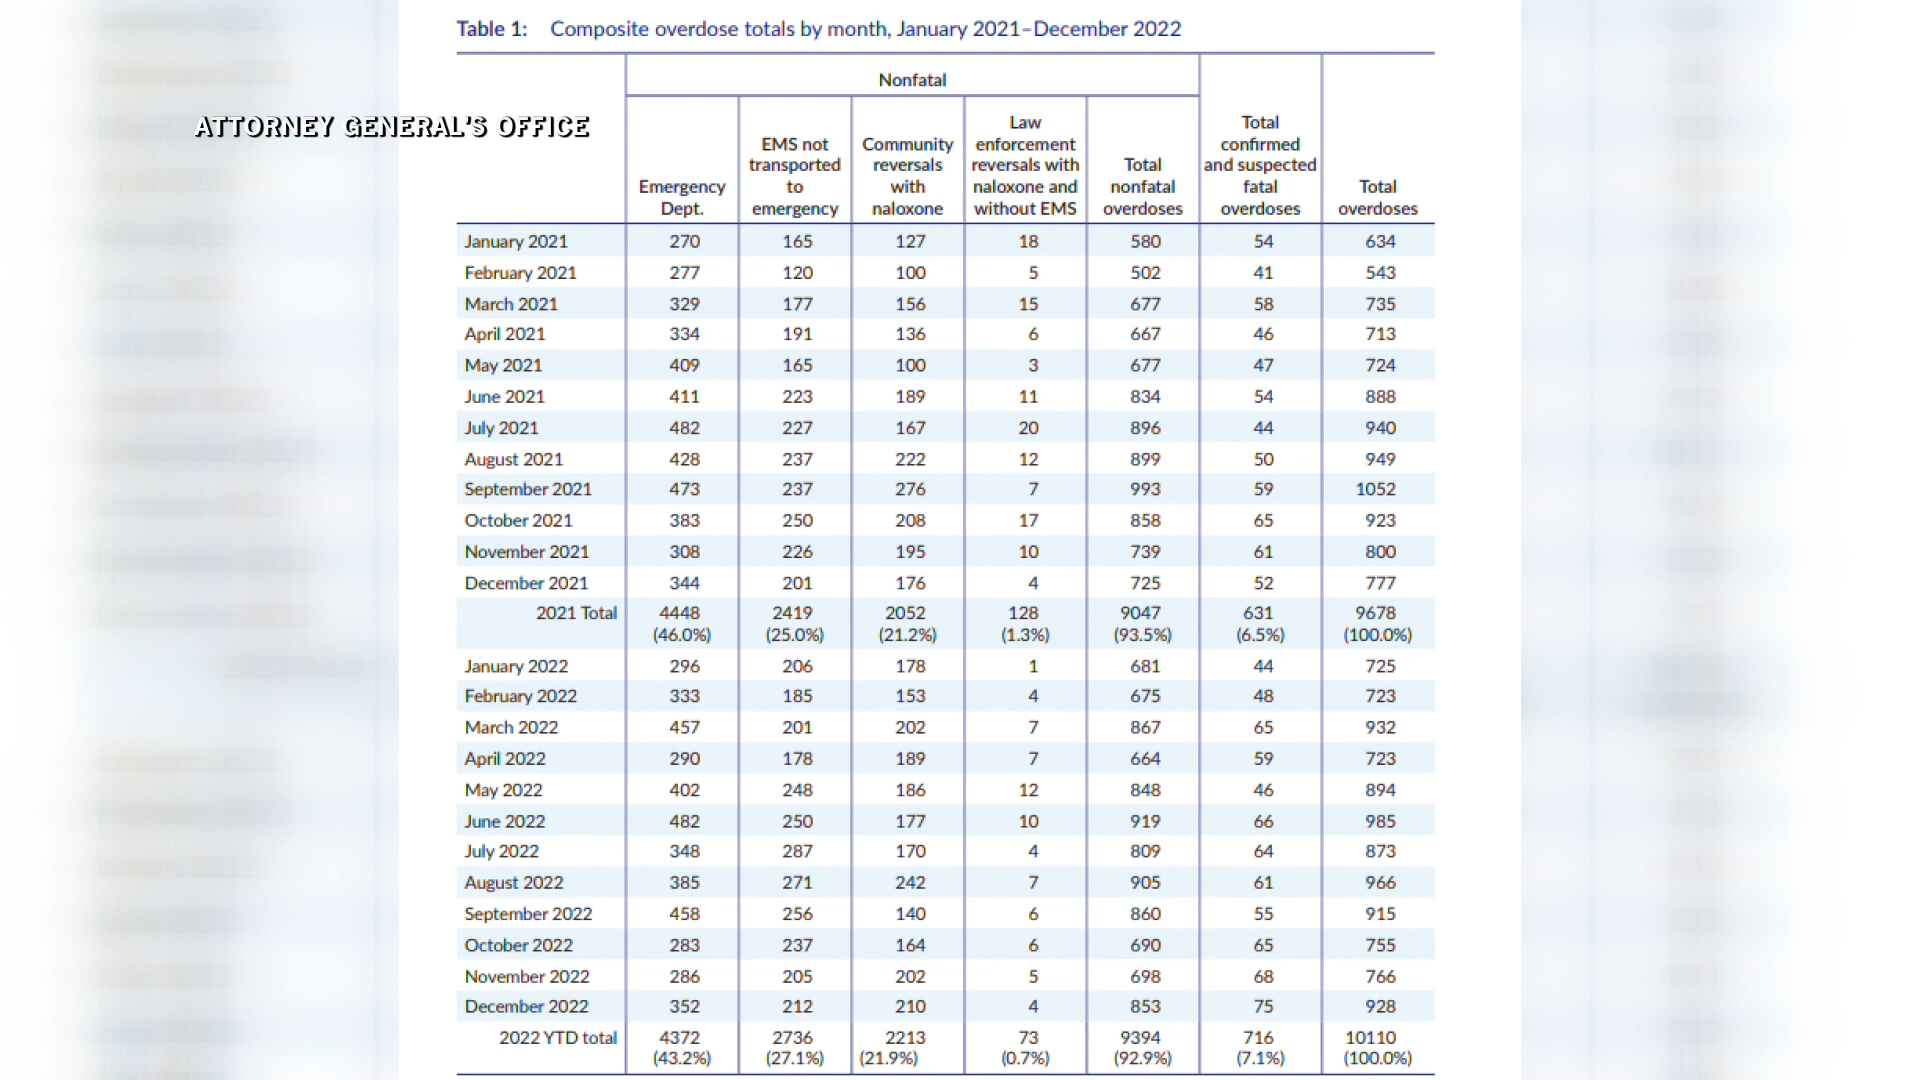 Table 1: Composite overdose totals by month, January 2021–December 2022
ATTORNEY GENERAL'S OFFICE
Nonfatal
Emergency Dept.
EMS not transported to emergency
Community reversals with naloxone
Law enforcement reversals with naloxone and without EMS
Total nonfatal overdoses
Total confirmed and suspected fatal overdoses
Total overdoses
January 2021 270 165 127 18 580 54 634
February 2021 277 120 100 5 502 41 543
March 2021 329 177 156 15 677 58 735
April 2021 334 191 136 6 667 46 713
May 2021 409 165 100 3 677 47 724
June 2021 411 223 189 11 834 54 888
July 2021 482 227 167 20 896 44 940
August 2021 428 237 222 12 899 50 949
September 2021 473 237 276 7 993 59 1052
October 2021 383 250 208 17 858 65 923
November 2021 308 226 195 10 739 61 800
December 2021 344 201 176 4 725 52 777
2021 Total 4448 2419 2052 128 9047 631 9678
(46.0%) (25.0%) (21.2%) (1.3%) (93.5%) (6.5%) (100.0%)
January 2022 296 206 178 1 681 44 725
February 2022 333 185 153 4 675 48 723
March 2022 457 201 202 7 867 65 932
April 2022 290 178 189 7 664 59 723
May 2022 402 248 186 12 848 46 894
June 2022 482 250 177 10 919 66 985
July 2022 348 287 170 4 809 64 873
August 2022 385 271 242 7 905 61 966
September 2022 458 256 140 6 860 55 915
October 2022 283 237 164 6 690 65 755
November 2022 286 205 202 5 698 68 766
December 2022 352 212 210 4 853 75 928
2022 YTD total 4372 2736 2213 73 9394 716 10110
(43.2%) (27.1%) (21.9%) (0.7%) (92.9%) (7.1%) (100.0%)